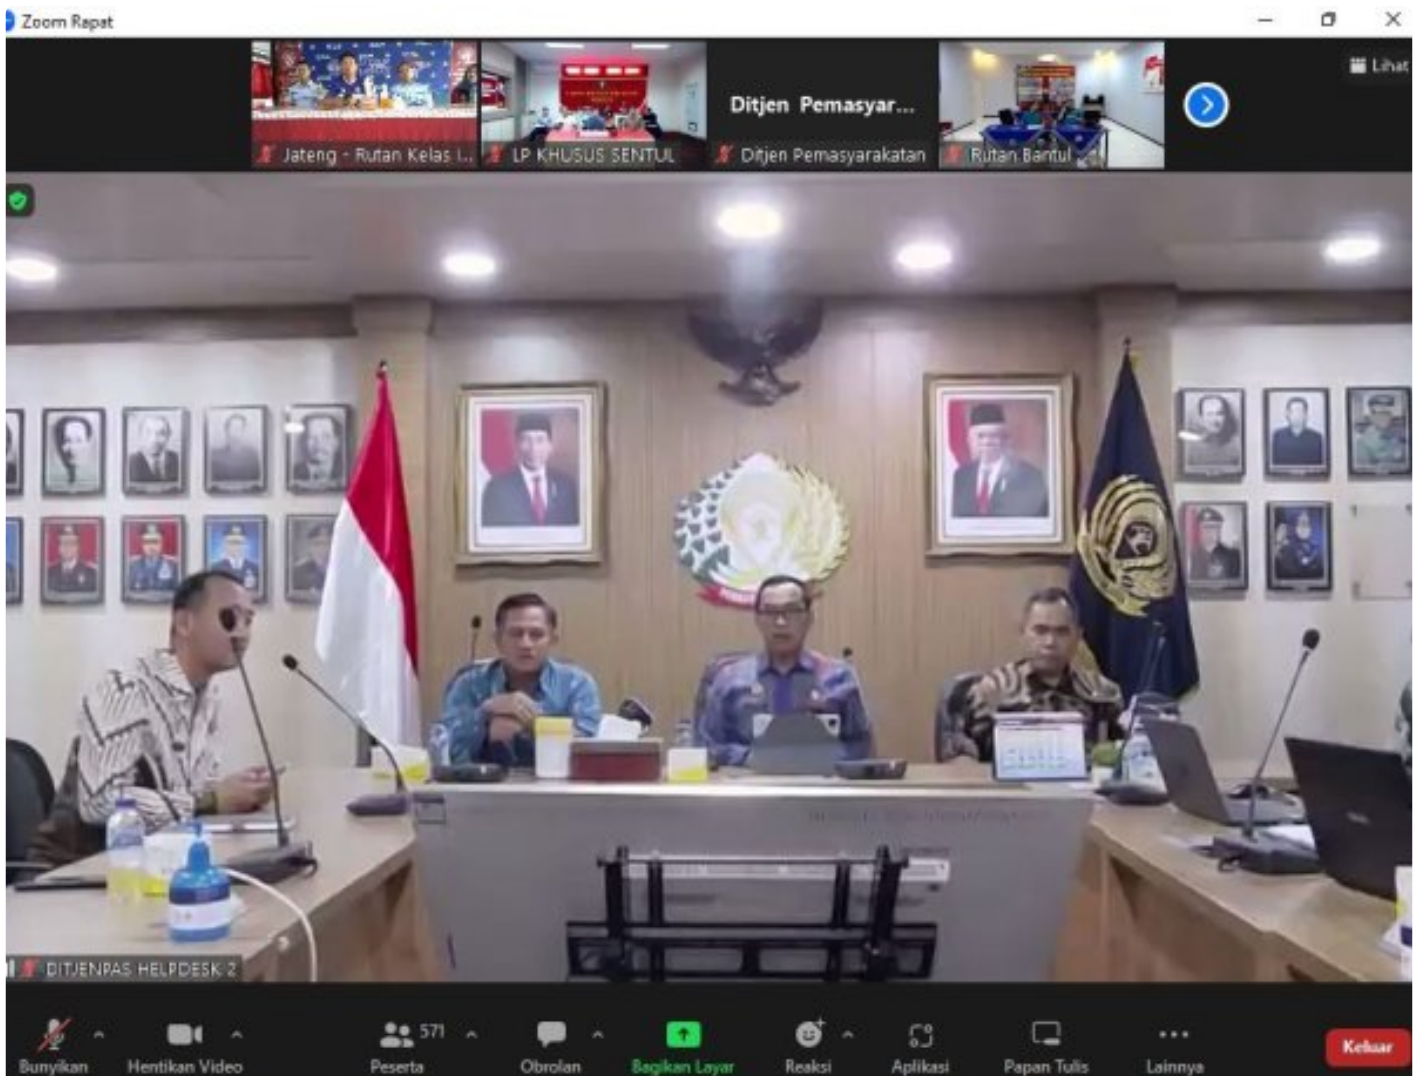 Zoom Rapat
Lihat
Ditjen Pemasyar...
Jateng - Rutan Kelas I...
LP KHUSUS SENTUL
Ditjen Pemasyarakatan
Rutan Bantul
DITJENPAS HELPDESK 2
571
Bunyikan
Hentikan Video
Peserta
Obrolan
Bagikan Layar
Reaksi
Aplikasi
Papan Tulis
Lainnya
Keluar